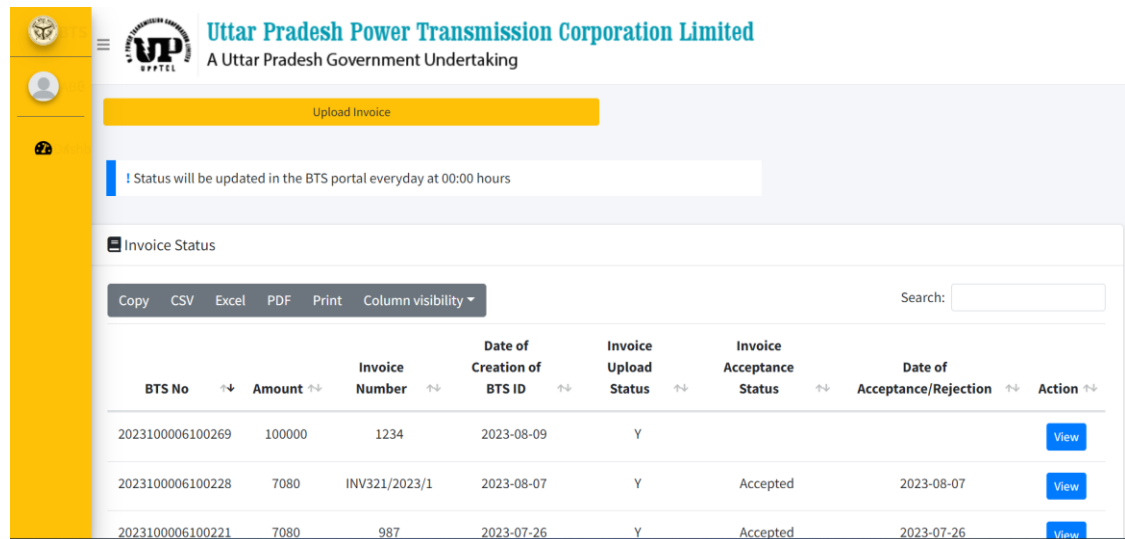 BTS
Uttar Pradesh Power Transmission Corporation Limited
A Uttar Pradesh Government Undertaking
UPPTCL
Upload Invoice
! Status will be updated in the BTS portal everyday at 00:00 hours
Invoice Status
Copy CSV Excel PDF Print Column visibility
Search:
BTS No Amount Invoice Number Date of Creation of BTS ID Invoice Upload Status Invoice Acceptance Status Date of Acceptance/Rejection Action
2023100006100269 100000 1234 2023-08-09 Y View
2023100006100228 7080 INV321/2023/1 2023-08-07 Y Accepted 2023-08-07 View
2023100006100221 7080 987 2023-07-26 Y Accepted 2023-07-26 View